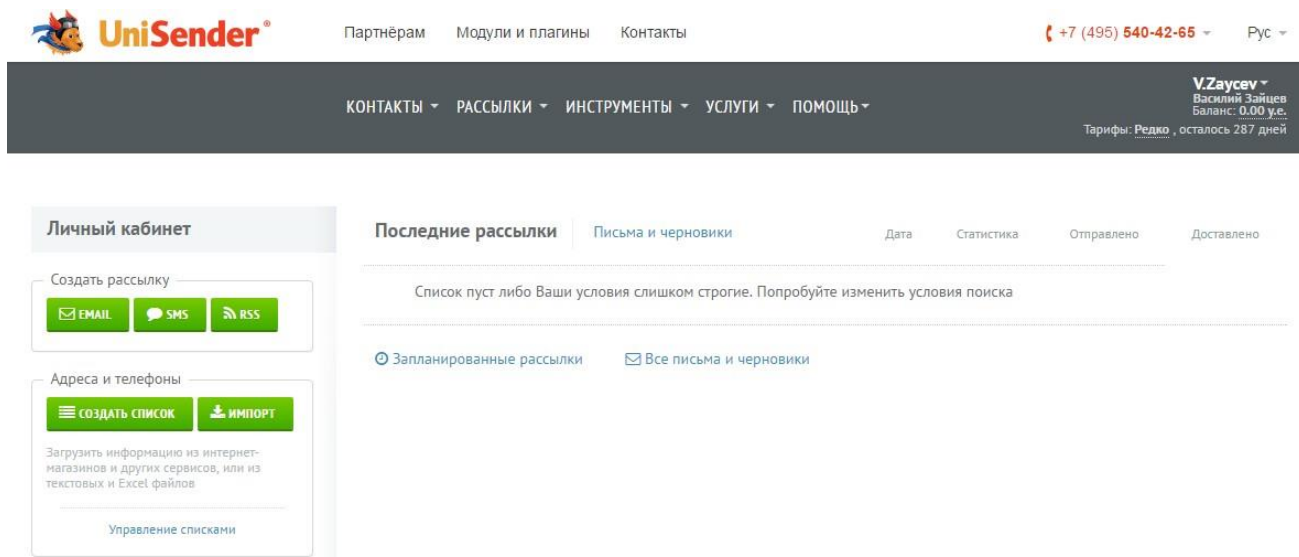 UniSender®
Партнёрам Модули и плагины Контакты
+7 (495) 540-42-65 Рус
КОНТАКТЫ РАССЫЛКИ ИНСТРУМЕНТЫ УСЛУГИ ПОМОЩЬ
V.Zaycev
Василий Зайцев
Баланс: 0.00 у.е.
Тарифы: Редко , осталось 287 дней
Личный кабинет
Создать рассылку
EMAIL SMS RSS
Адреса и телефоны
СОЗДАТЬ СПИСОК ИМПОРТ
Загрузить информацию из интернет-
магазинов и других сервисов, или из
текстовых и Excel файлов
Управление списками
Последние рассылки Письма и черновики Дата Статистика Отправлено Доставлено
Список пуст либо Ваши условия слишком строгие. Попробуйте изменить условия поиска
Запланированные рассылки Все письма и черновики